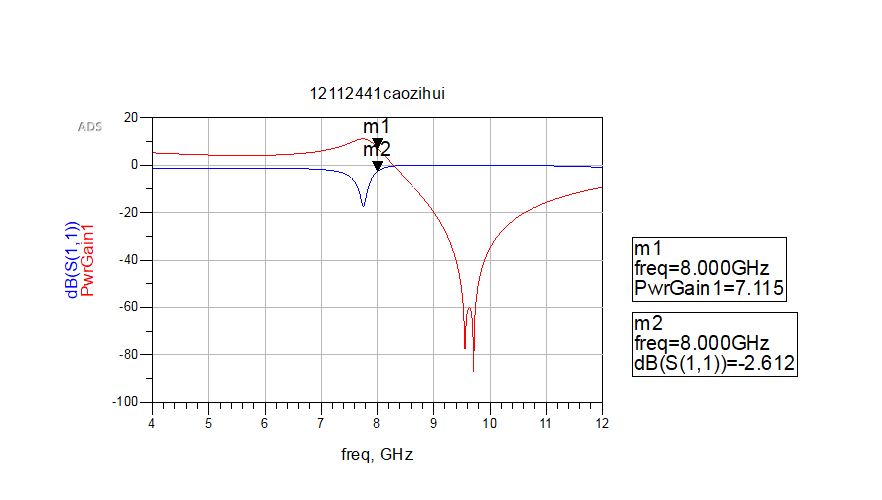 12112441caozihui
ADS
m1
m2
20
0
-20
-40
-60
-80
-100
4
5
6
7
8
9
10
11
12
freq, GHz
dB(S(1,1))
PwrGain1
m1
freq=8.000GHz
PwrGain1=7.115
m2
freq=8.000GHz
dB(S(1,1))=-2.612